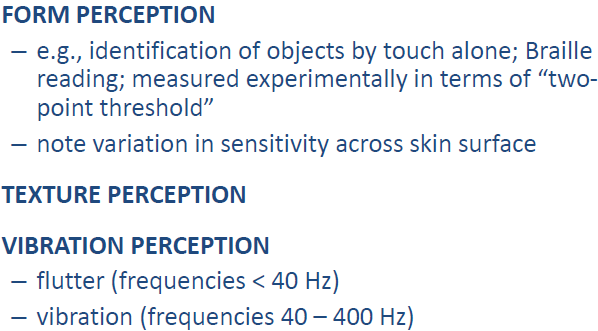 FORM PERCEPTION
– e.g., identification of objects by touch alone; Braille
reading; measured experimentally in terms of “two-
point threshold”
– note variation in sensitivity across skin surface
TEXTURE PERCEPTION
VIBRATION PERCEPTION
– flutter (frequencies < 40 Hz)
– vibration (frequencies 40 – 400 Hz)